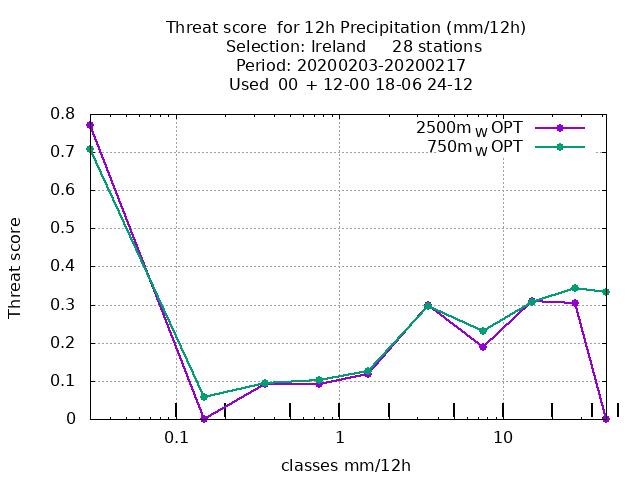 Threat score  for 12h Precipitation (mm/12h)
Selection: Ireland     28 stations
Period: 20200203-20200217
Used  00  + 12-00 18-06 24-12
2500m W OPT
750m W OPT
0.8
0.7
0.6
0.5
0.4
0.3
0.2
0.1
0
Threat score
0.1 1 10
classes mm/12h